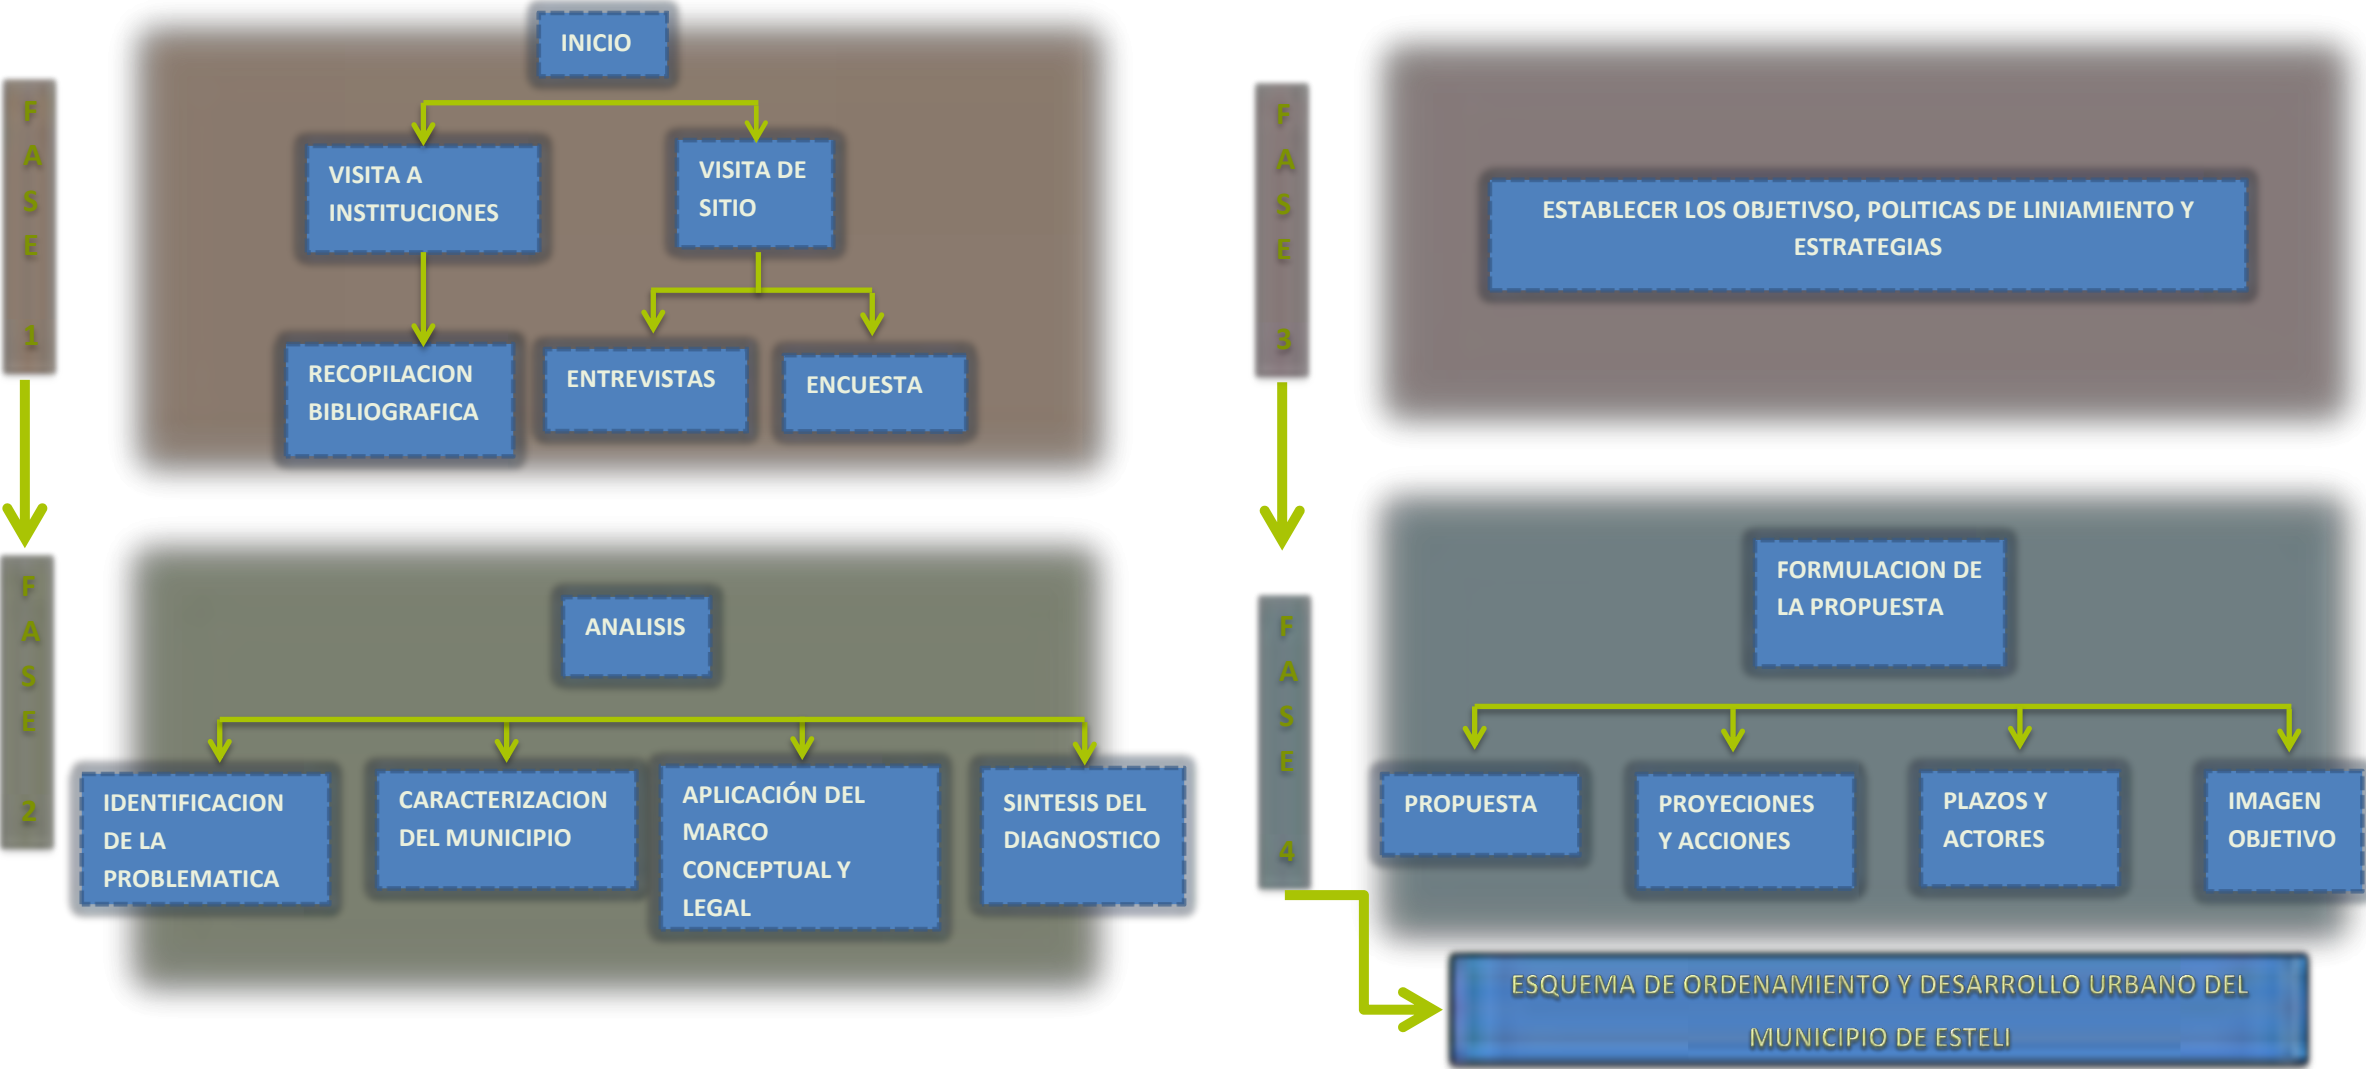 F
A
S
E
1
INICIO
VISITA A
INSTITUCIONES
VISITA DE
SITIO
RECOPILACION
BIBLIOGRAFICA
ENTREVISTAS
ENCUESTA
F
A
S
E
2
ANALISIS
IDENTIFICACION
DE LA
PROBLEMATICA
CARACTERIZACION
DEL MUNICIPIO
APLICACIÓN DEL
MARCO
CONCEPTUAL Y
LEGAL
SINTESIS DEL
DIAGNOSTICO
F
A
S
E
3
ESTABLECER LOS OBJETIVSO, POLITICAS DE LINIAMIENTO Y
ESTRATEGIAS
F
A
S
E
4
FORMULACION DE
LA PROPUESTA
PROPUESTA
PROYECIONES
Y ACCIONES
PLAZOS Y
ACTORES
IMAGEN
OBJETIVO
ESQUEMA DE ORDENAMIENTO Y DESARROLLO URBANO DEL
MUNICIPIO DE ESTELI